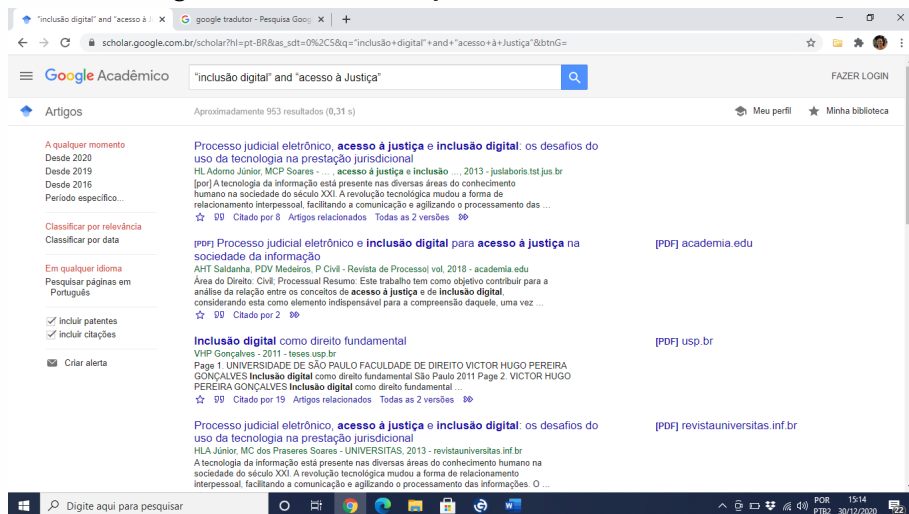 "inclusão digital" and "acesso à Ju
google tradutor - Pesquisa Goog
scholar.google.com.br/scholar?hl=pt-BR&as_sdt=0%2C5&q="inclusão+digital"+and+"acesso+à+Justiça"&btnG=
Google Acadêmico
"inclusão digital" and "acesso à Justiça"
FAZER LOGIN
Artigos
Aproximadamente 953 resultados (0,31 s)
Meu perfil
Minha biblioteca
A qualquer momento
Desde 2020
Desde 2019
Desde 2016
Período específico...
Classificar por relevância
Classificar por data
Em qualquer idioma
Pesquisar páginas em
Português
incluir patentes
incluir citações
Criar alerta
Processo judicial eletrônico, acesso à justiça e inclusão digital: os desafios do
uso da tecnologia na prestação jurisdicional
HL Adorno Júnior, MCP Soares - … , acesso à justiça e inclusão …, 2013 - juslaboris.tst.jus.br
[por] A tecnologia da informação está presente nas diversas áreas do conhecimento
humano na sociedade do século XXI. A revolução tecnológica mudou a forma de
relacionamento interpessoal, facilitando a comunicação e agilizando o processamento das …
Citado por 8 Artigos relacionados Todas as 2 versões
[PDF] Processo judicial eletrônico e inclusão digital para acesso à justiça na
sociedade da informação
AHT Saldanha, PDV Medeiros, P Civil - Revista de Processo| vol, 2018 - academia.edu
Área do Direito: Civil; Processual Resumo: Este trabalho tem como objetivo contribuir para a
análise da relação entre os conceitos de acesso à justiça e de inclusão digital,
considerando esta como elemento indispensável para a compreensão daquele, uma vez …
Citado por 2
[PDF] academia.edu
Inclusão digital como direito fundamental
VHP Gonçalves - 2011 - teses.usp.br
Page 1. UNIVERSIDADE DE SÃO PAULO FACULDADE DE DIREITO VICTOR HUGO PEREIRA
GONÇALVES Inclusão digital como direito fundamental São Paulo 2011 Page 2. VICTOR HUGO
PEREIRA GONÇALVES Inclusão digital como direito fundamental …
Citado por 19 Artigos relacionados Todas as 2 versões
[PDF] usp.br
Processo judicial eletrônico, acesso à justiça e inclusão digital: os desafios do
uso da tecnologia na prestação jurisdicional
HLA Júnior, MC dos Praseres Soares - UNIVERSITAS, 2013 - revistauniversitas.inf.br
A tecnologia da informação está presente nas diversas áreas do conhecimento humano na
sociedade do século XXI. A revolução tecnológica mudou a forma de relacionamento
interpessoal, facilitando a comunicação e agilizando o processamento das informações. O …
[PDF] revistauniversitas.inf.br
Digite aqui para pesquisar
POR
PTB2
15:14
30/12/2020
22